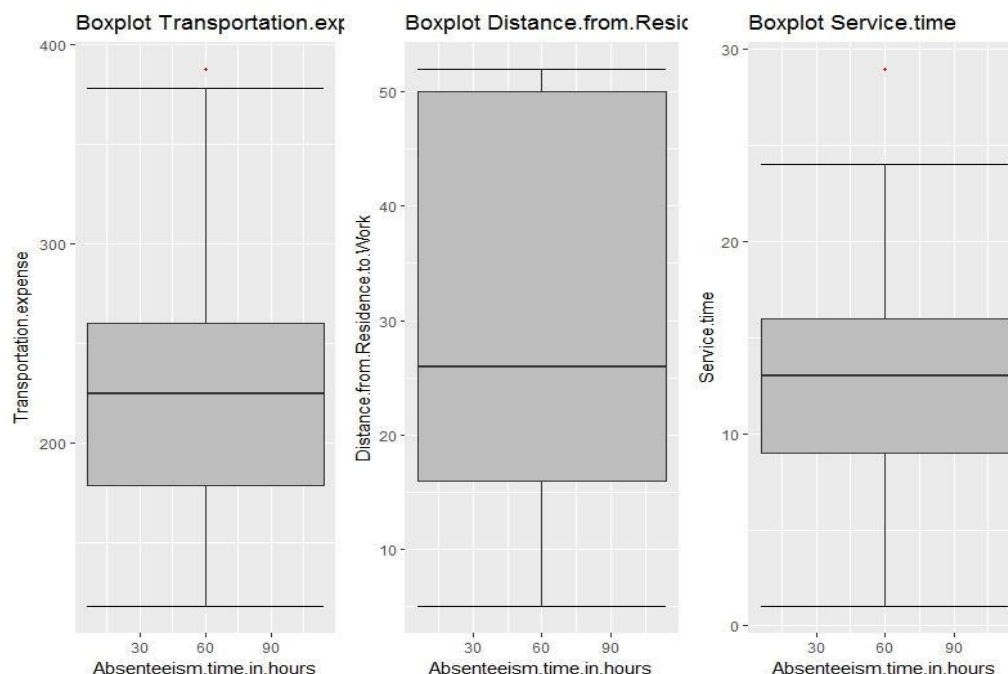 Boxplot Transportation.exp
400
300
200
Transportation.expense
30 60 90
Absenteeism.time.in.hours
Boxplot Distance.from.Resid
50
40
30
20
10
Distance.from.Residence.to.Work
30 60 90
Absenteeism.time.in.hours
Boxplot Service.time
30
20
10
0
Service.time
30 60 90
Absenteeism.time.in.hours